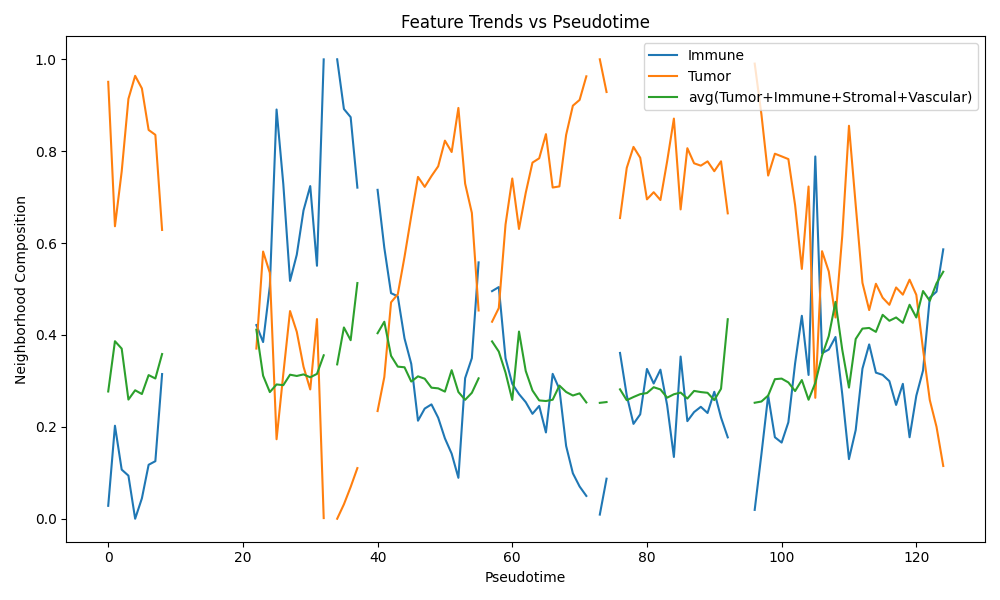 Feature Trends vs Pseudotime
Immune
Tumor
avg(Tumor+Immune+Stromal+Vascular)
Neighborhood Composition
1.0
0.8
0.6
0.4
0.2
0.0
0 20 40 60 80 100 120
Pseudotime